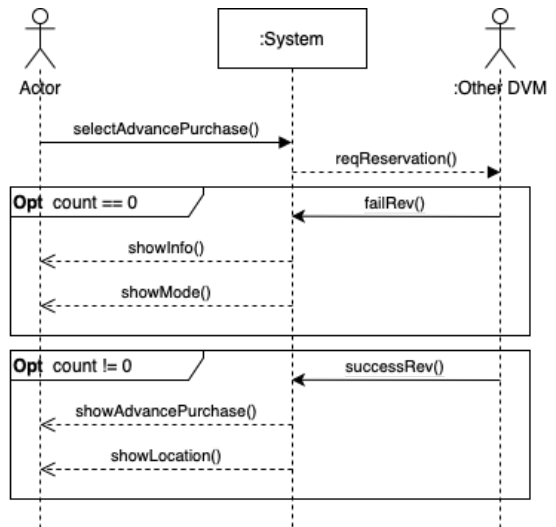 :System
Actor
:Other DVM
selectAdvancePurchase()
reqReservation()
Opt count == 0
failRev()
showInfo()
showMode()
Opt count != 0
successRev()
showAdvancePurchase()
showLocation()